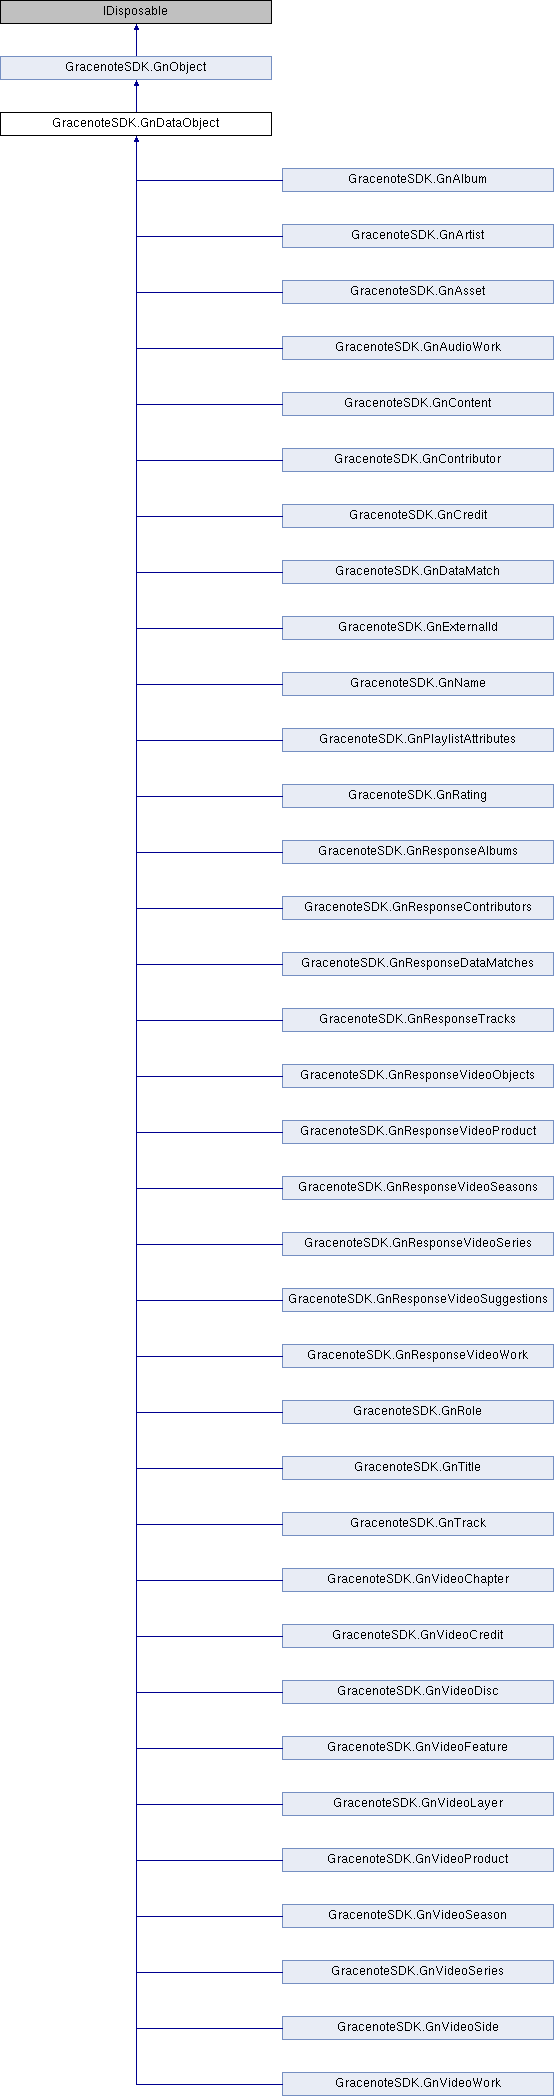 IDisposable
GracenoteSDK.GnObject
GracenoteSDK.GnDataObject
GracenoteSDK.GnAlbum
GracenoteSDK.GnArtist
GracenoteSDK.GnAsset
GracenoteSDK.GnAudioWork
GracenoteSDK.GnContent
GracenoteSDK.GnContributor
GracenoteSDK.GnCredit
GracenoteSDK.GnDataMatch
GracenoteSDK.GnExternalId
GracenoteSDK.GnName
GracenoteSDK.GnPlaylistAttributes
GracenoteSDK.GnRating
GracenoteSDK.GnResponseAlbums
GracenoteSDK.GnResponseContributors
GracenoteSDK.GnResponseDataMatches
GracenoteSDK.GnResponseTracks
GracenoteSDK.GnResponseVideoObjects
GracenoteSDK.GnResponseVideoProduct
GracenoteSDK.GnResponseVideoSeasons
GracenoteSDK.GnResponseVideoSeries
GracenoteSDK.GnResponseVideoSuggestions
GracenoteSDK.GnResponseVideoWork
GracenoteSDK.GnRole
GracenoteSDK.GnTitle
GracenoteSDK.GnTrack
GracenoteSDK.GnVideoChapter
GracenoteSDK.GnVideoCredit
GracenoteSDK.GnVideoDisc
GracenoteSDK.GnVideoFeature
GracenoteSDK.GnVideoLayer
GracenoteSDK.GnVideoProduct
GracenoteSDK.GnVideoSeason
GracenoteSDK.GnVideoSeries
GracenoteSDK.GnVideoSide
GracenoteSDK.GnVideoWork